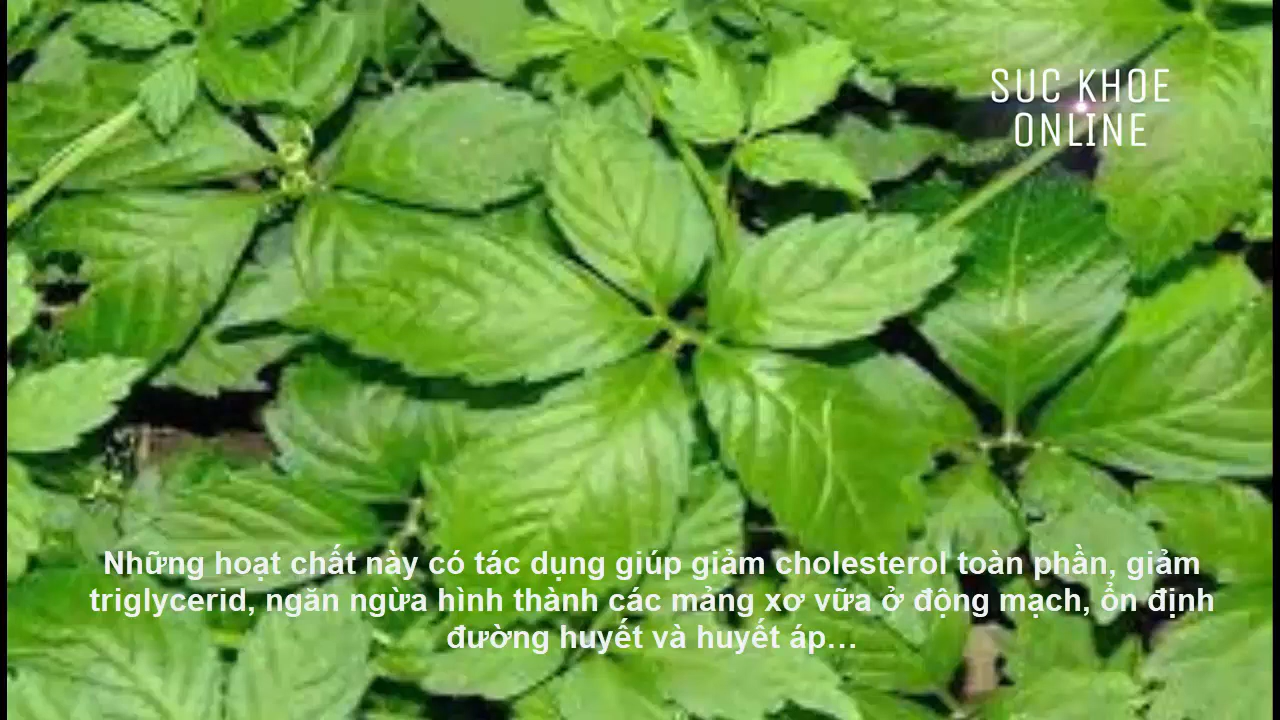 SUC KHOE
ONLINE
Những hoạt chất này có tác dụng giúp giảm cholesterol toàn phần, giảm
triglycerid, ngăn ngừa hình thành các mảng xơ vữa ở động mạch, ổn định
đường huyết và huyết áp...